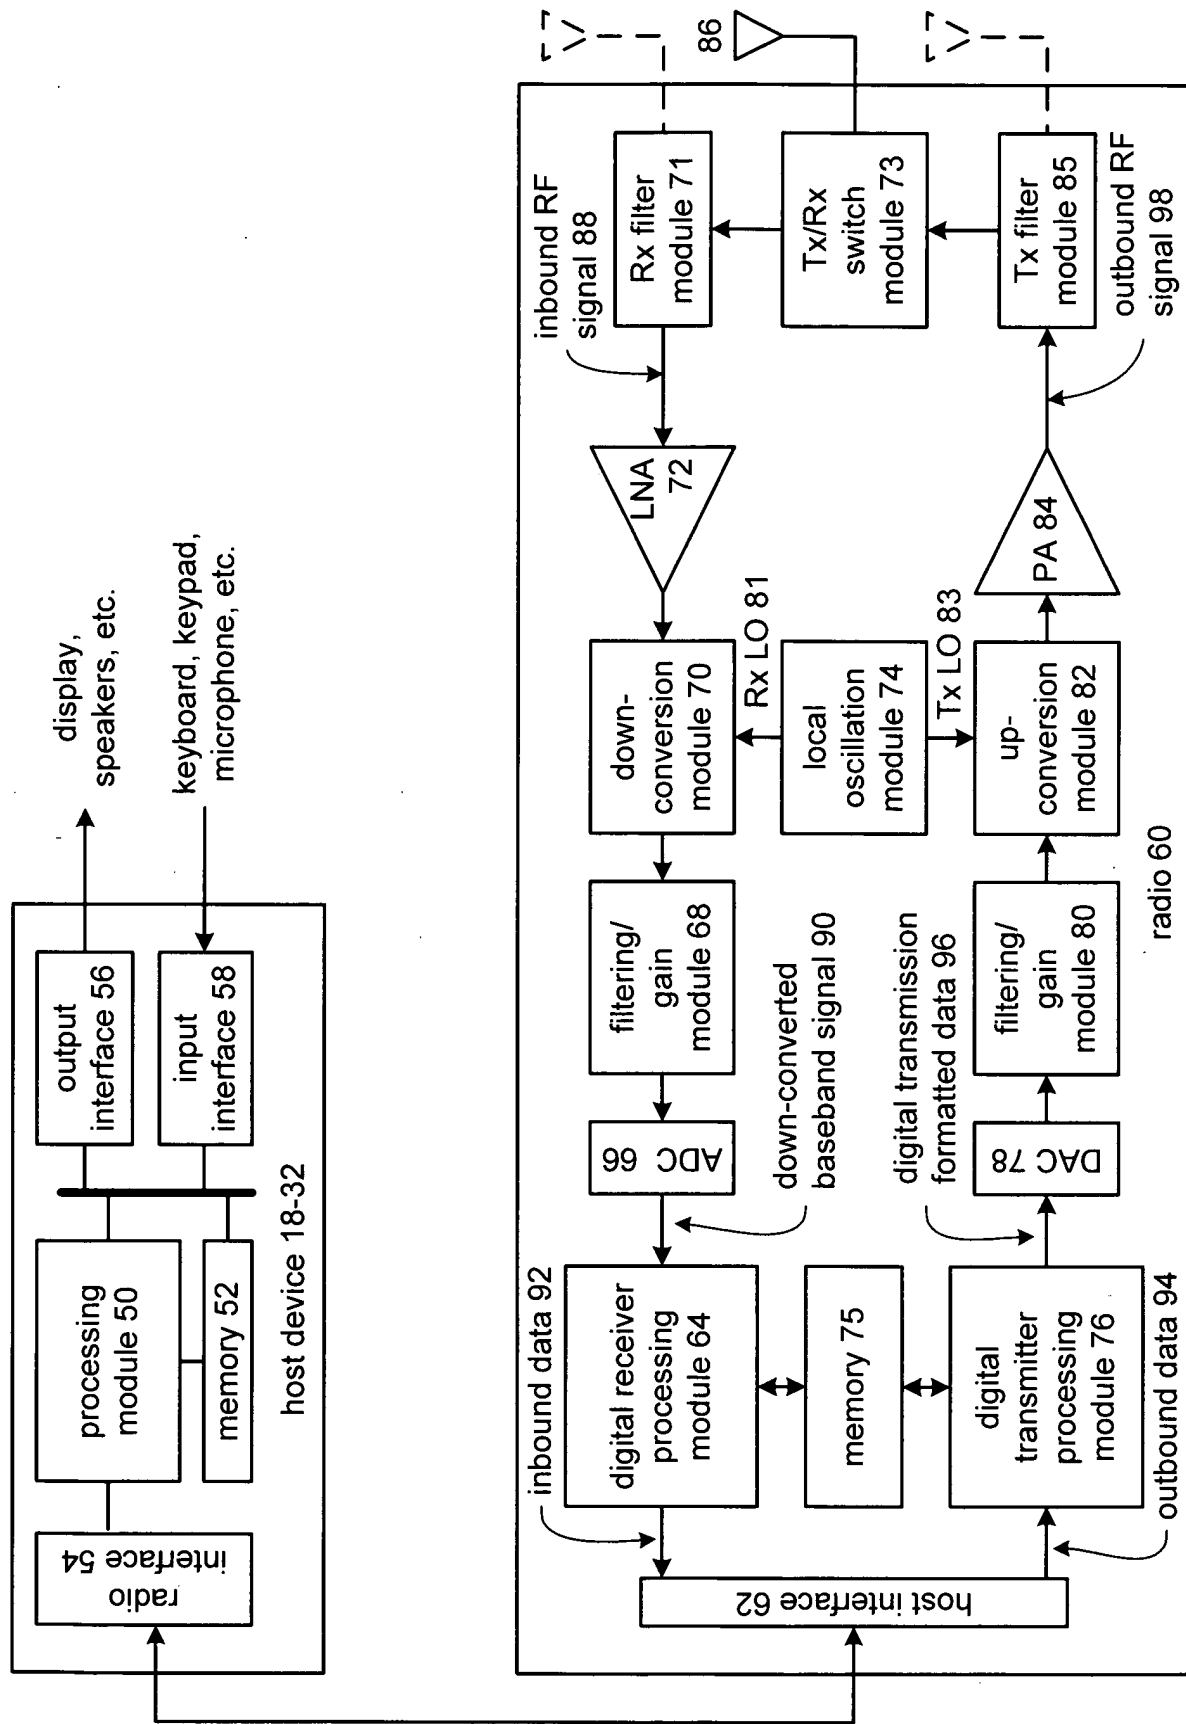 display,
speakers, etc.
keyboard, keypad,
microphone, etc.
output
interface 56
input
interface 58
processing
module 50
memory 52
radio
interface 54
host device 18-32
86
inbound RF
signal 88
Rx filter
module 71
LNA
72
down-
conversion
module 70
filtering/
gain
module 68
ADC 66
down-converted
baseband signal 90
digital receiver
processing
module 64
inbound data 92
host interface 62
Tx/Rx
switch
module 73
Rx LO 81
local
oscillation
module 74
Tx LO 83
memory 75
outbound data 94
digital
transmitter
processing
module 76
digital transmission
formatted data 96
DAC 78
filtering/
gain
module 80
up-
conversion
module 82
PA 84
Tx filter
module 85
outbound RF
signal 98
radio 60